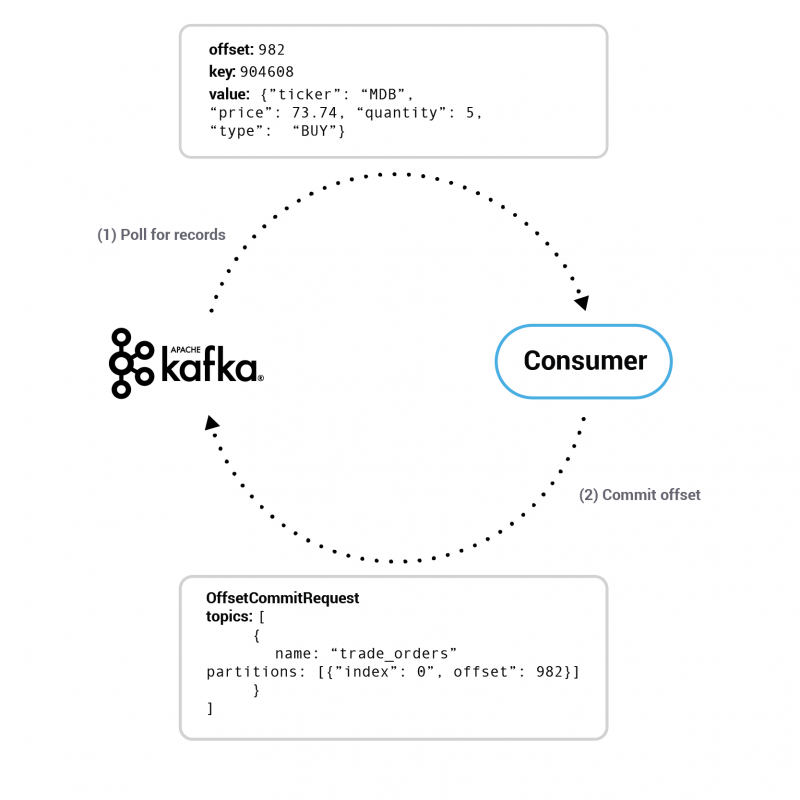 offset: 982
key: 904608
value: {”ticker”: “MDB”,
“price”: 73.74, “quantity”: 5,
“type”: “BUY”}
(1) Poll for records
APACHE
kafka®
Consumer
(2) Commit offset
OffsetCommitRequest
topics: [
{
name: “trade_orders”
partitions: [{”index”: 0”, offset”: 982}]
}
]